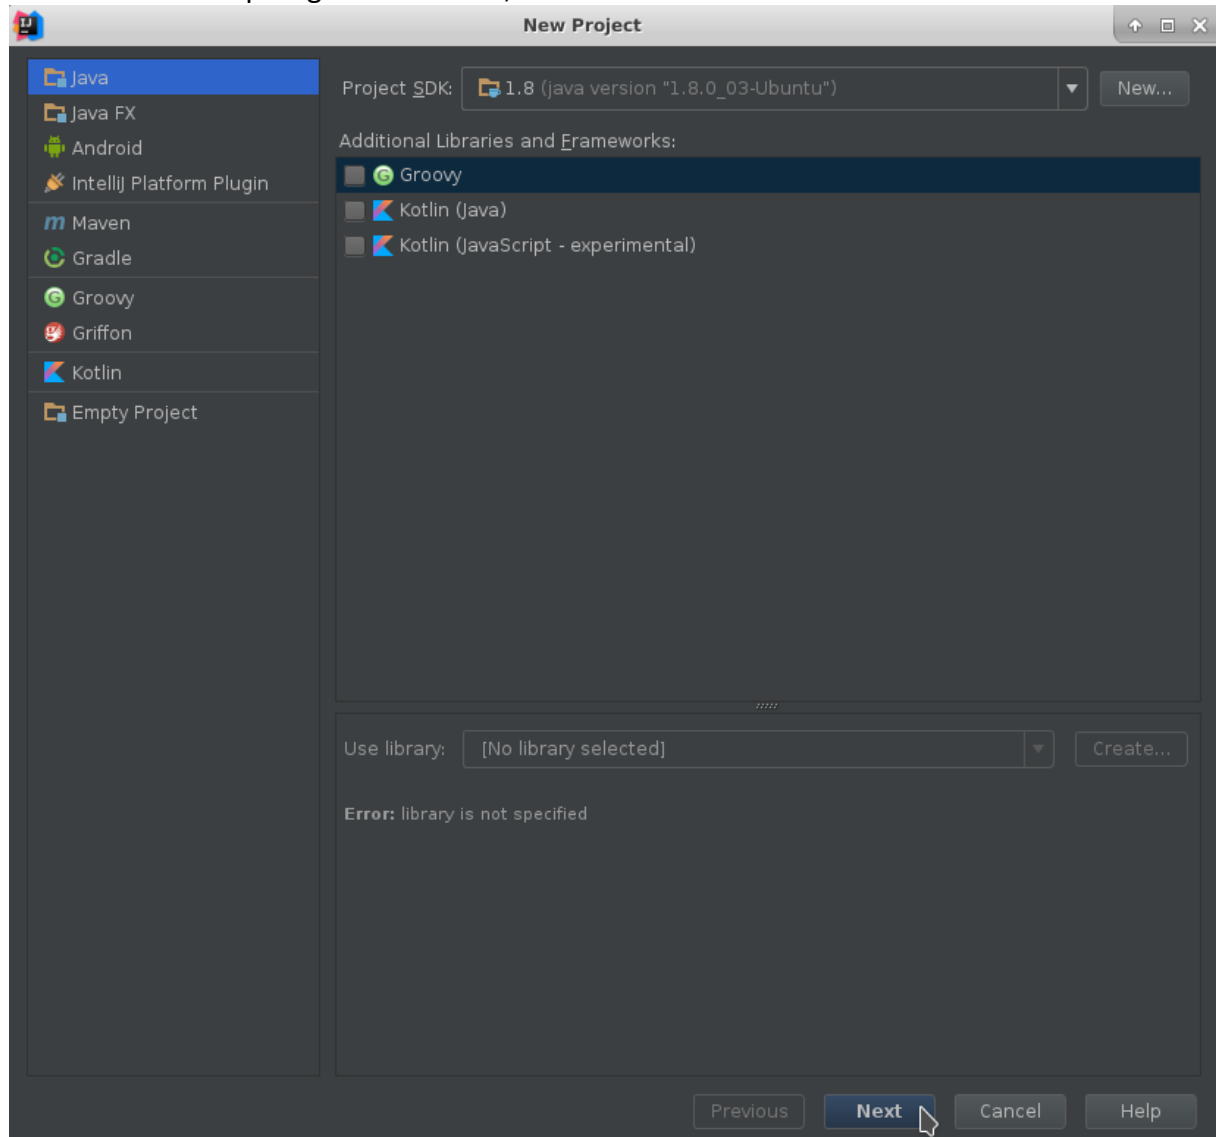 New Project
Java
Java FX
Android
IntelliJ Platform Plugin
Maven
Gradle
Groovy
Griffon
Kotlin
Empty Project
Project SDK: 1.8 (java version "1.8.0_03-Ubuntu") New...
Additional Libraries and Frameworks:
Groovy
Kotlin (Java)
Kotlin (JavaScript - experimental)
Use library: [No library selected] Create...
Error: library is not specified
Previous Next Cancel Help